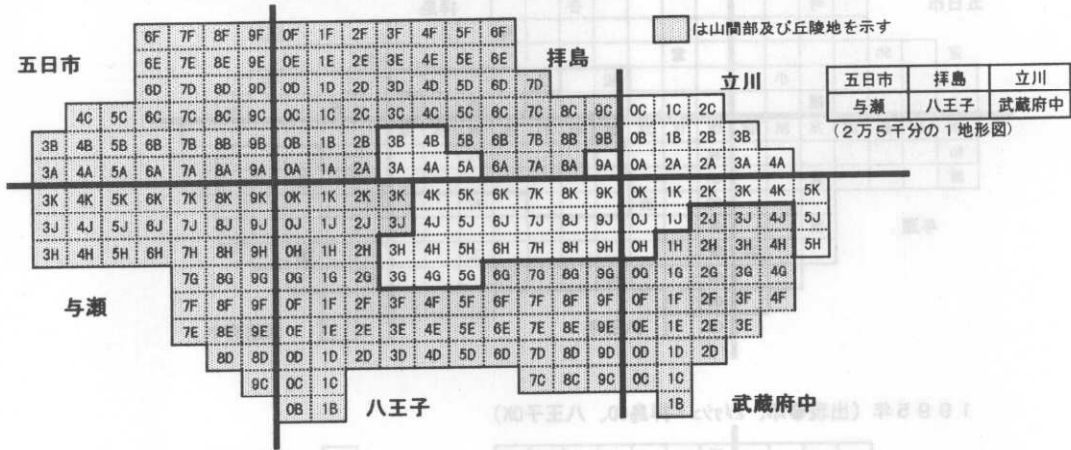 6F 7F 8F 9F 0F 1F 2F 3F 4F 5F 6F
は山間部及び丘陵地を示す
五日市
6E 7E 8E 9E 0E 1E 2E 3E 4E 5E 6E
拝島
6D 7D 8D 9D 0D 1D 2D 3D 4D 5D 6D 7D
立川
五日市 拝島 立川
与瀬 八王子 武蔵府中
(2万5千分の1地形図)
4C 5C 6C 7C 8C 9C 0C 1C 2C 3C 4C 5C 6C 7C 8C 9C 0C 1C 2C
3B 4B 5B 6B 7B 8B 9B 0B 1B 2B 3B 4B 5B 6B 7B 8B 9B 0B 1B 2B 3B
3A 4A 5A 6A 7A 8A 9A 0A 1A 2A 3A 4A 5A 6A 7A 8A 9A 0A 2A 2A 3A 4A
3K 4K 5K 6K 7K 8K 9K 0K 1K 2K 3K 4K 5K 6K 7K 8K 9K 0K 1K 2K 3K 4K 5K
3J 4J 5J 6J 7J 8J 9J 0J 1J 2J 3J 4J 5J 6J 7J 8J 9J 0J 1J 2J 3J 4J 5J
3H 4H 5H 6H 7H 8H 9H 0H 1H 2H 3H 4H 5H 6H 7H 8H 9H 0H 1H 2H 3H 4H 5H
7G 8G 9G 0G 1G 2G 3G 4G 5G 6G 7G 8G 9G 0G 1G 2G 3G 4G
与瀬
7F 8F 9F 0F 1F 2F 3F 4F 5F 6F 7F 8F 9F 0F 1F 2F 3F 4F
7E 8E 9E 0E 1E 2E 3E 4E 5E 6E 7E 8E 9E 0E 1E 2E 3E
8D 8D 0D 1D 2D 3D 4D 5D 6D 7D 8D 9D 0D 1D 2D
9C 0C 1C 7C 8C 9C 0C 1C
0B 1B 八王子 1B 武蔵府中